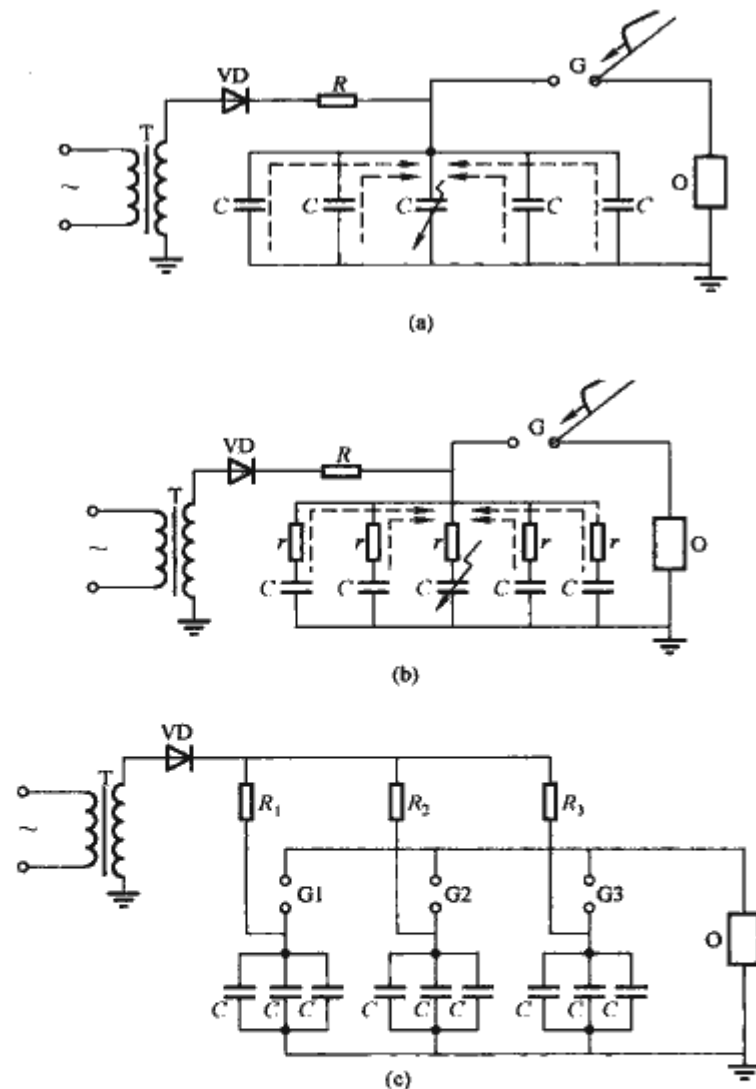 VD R G
T
~ C C C C C O
(a)
VD R G
T
~ r r r r r O
C C C C C
(b)
VD
T
~ R1 R2 R3
G1 G2 G3
O
C C C C C C C C C
(c)